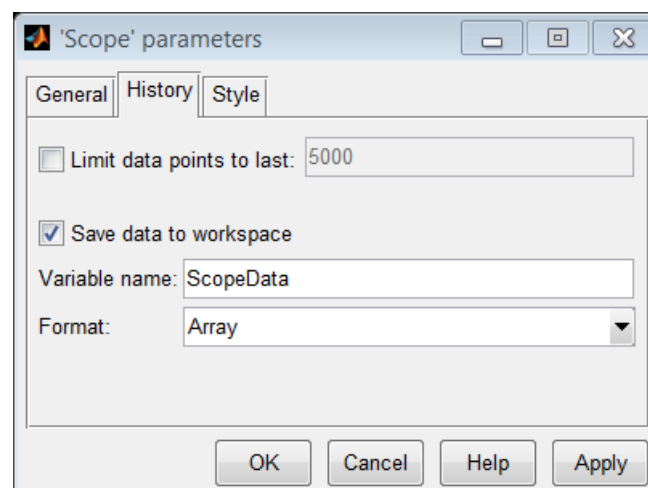 'Scope' parameters
General History Style
Limit data points to last: 5000
Save data to workspace
Variable name: ScopeData
Format: Array
OK Cancel Help Apply